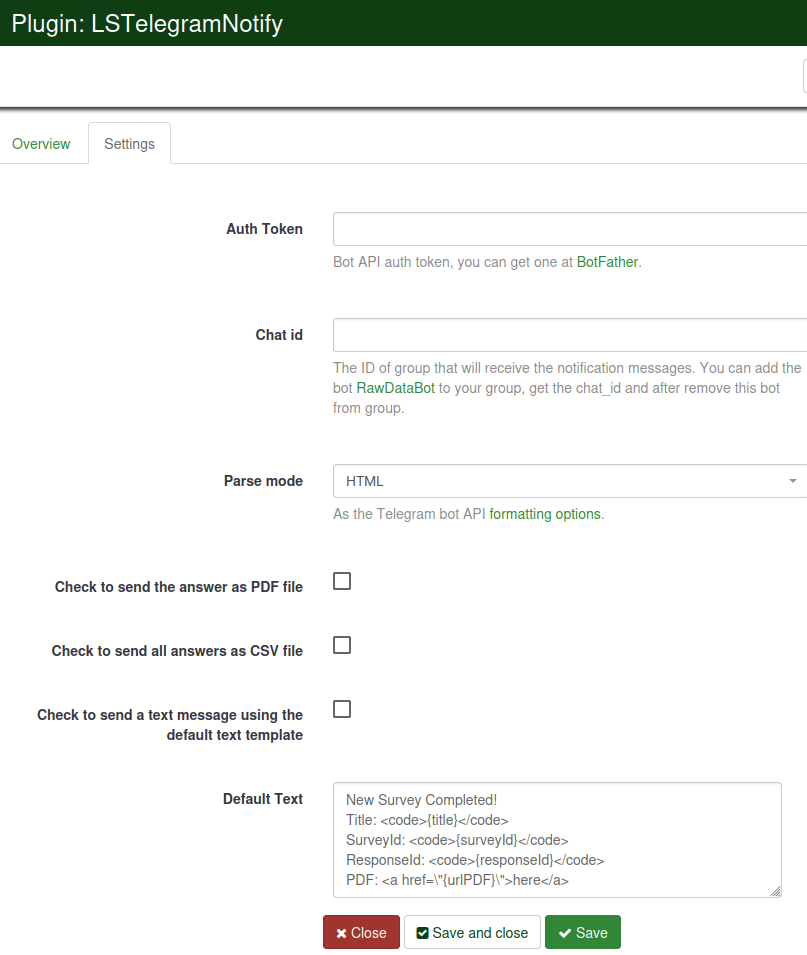 Plugin: LSTelegramNotify
Overview
Settings
Auth Token
Bot API auth token, you can get one at BotFather.
Chat id
The ID of group that will receive the notification messages. You can add the
bot RawDataBot to your group, get the chat_id and after remove this bot
from group.
Parse mode
HTML
As the Telegram bot API formatting options.
Check to send the answer as PDF file
Check to send all answers as CSV file
Check to send a text message using the
default text template
Default Text
New Survey Completed!
Title: <code>{title}</code>
SurveyId: <code>{surveyId}</code>
ResponseId: <code>{responseId}</code>
PDF: <a href=\"{urlPDF}\">here</a>
Close
Save and close
Save